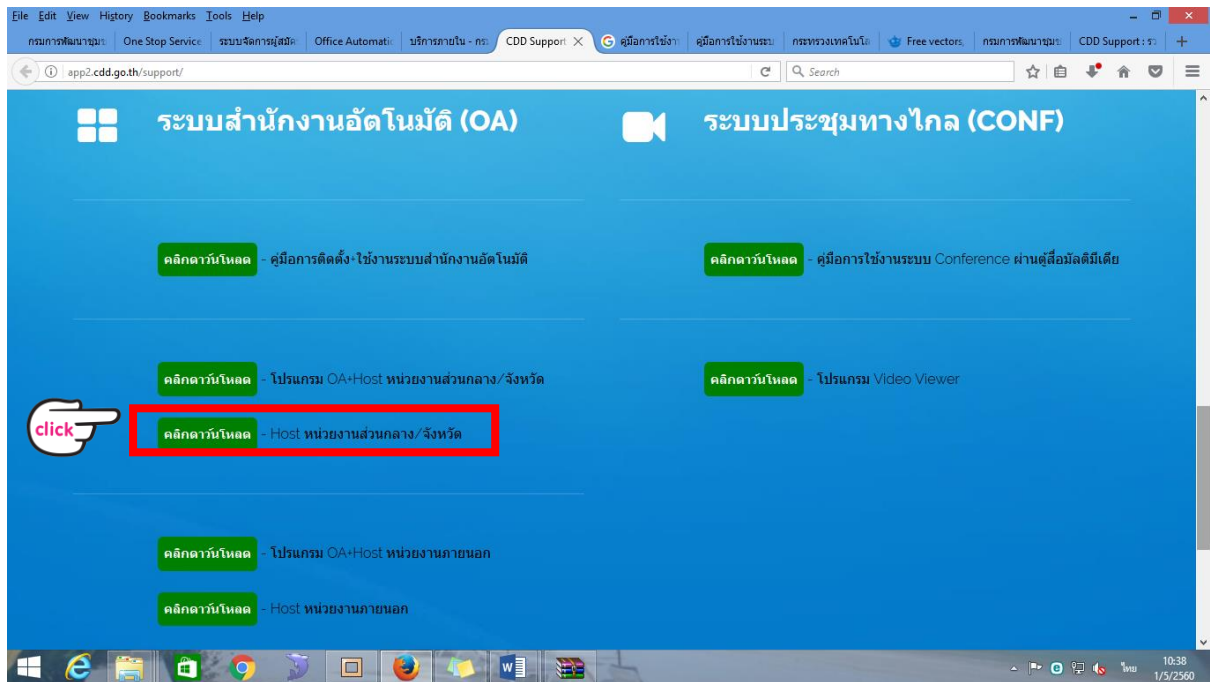 File Edit View History Bookmarks Tools Help
กรมการพัฒนาชุมช One Stop Service ระบบจัดการผู้สมัค Office Automatic บริการภายใน - กร CDD Support คู่มือการใช้งา คู่มือการใช้งานระบ กระทรวงเทคโนโล Free vectors, กรมการพัฒนาชุมช CDD Support : รว
app2.cdd.go.th/support/ Search
ระบบสำนักงานอัตโนมัติ (OA)
ระบบประชุมทางไกล (CONF)
คลิกดาว์นโหลด - คู่มือการติดตั้ง+ใช้งานระบบสำนักงานอัตโนมัติ
คลิกดาว์นโหลด - คู่มือการใช้งานระบบ Conference ผ่านตู้สื่อมัลติมีเดีย
คลิกดาว์นโหลด - โปรแกรม OA+Host หน่วยงานส่วนกลาง/จังหวัด
คลิกดาว์นโหลด - โปรแกรม Video Viewer
click
คลิกดาว์นโหลด - Host หน่วยงานส่วนกลาง/จังหวัด
คลิกดาว์นโหลด - โปรแกรม OA+Host หน่วยงานภายนอก
คลิกดาว์นโหลด - Host หน่วยงานภายนอก
ไทย 10:38
1/5/2560